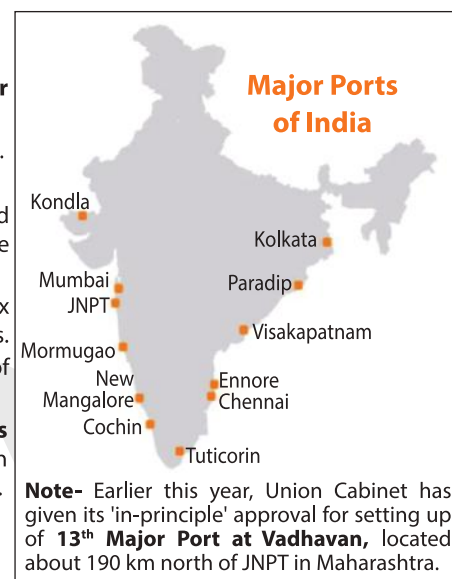 r
.
d
e
x
s.
of
s
n
.
Major Ports
of India
Kondla
Kolkata
Mumbai
Paradip
JNPT
Visakapatnam
Mormugao
New
Mangalore
Ennore
Chennai
Cochin
Tuticorin
Note- Earlier this year, Union Cabinet has
given its 'in-principle' approval for setting up
of 13th Major Port at Vadhavan, located
about 190 km north of JNPT in Maharashtra.